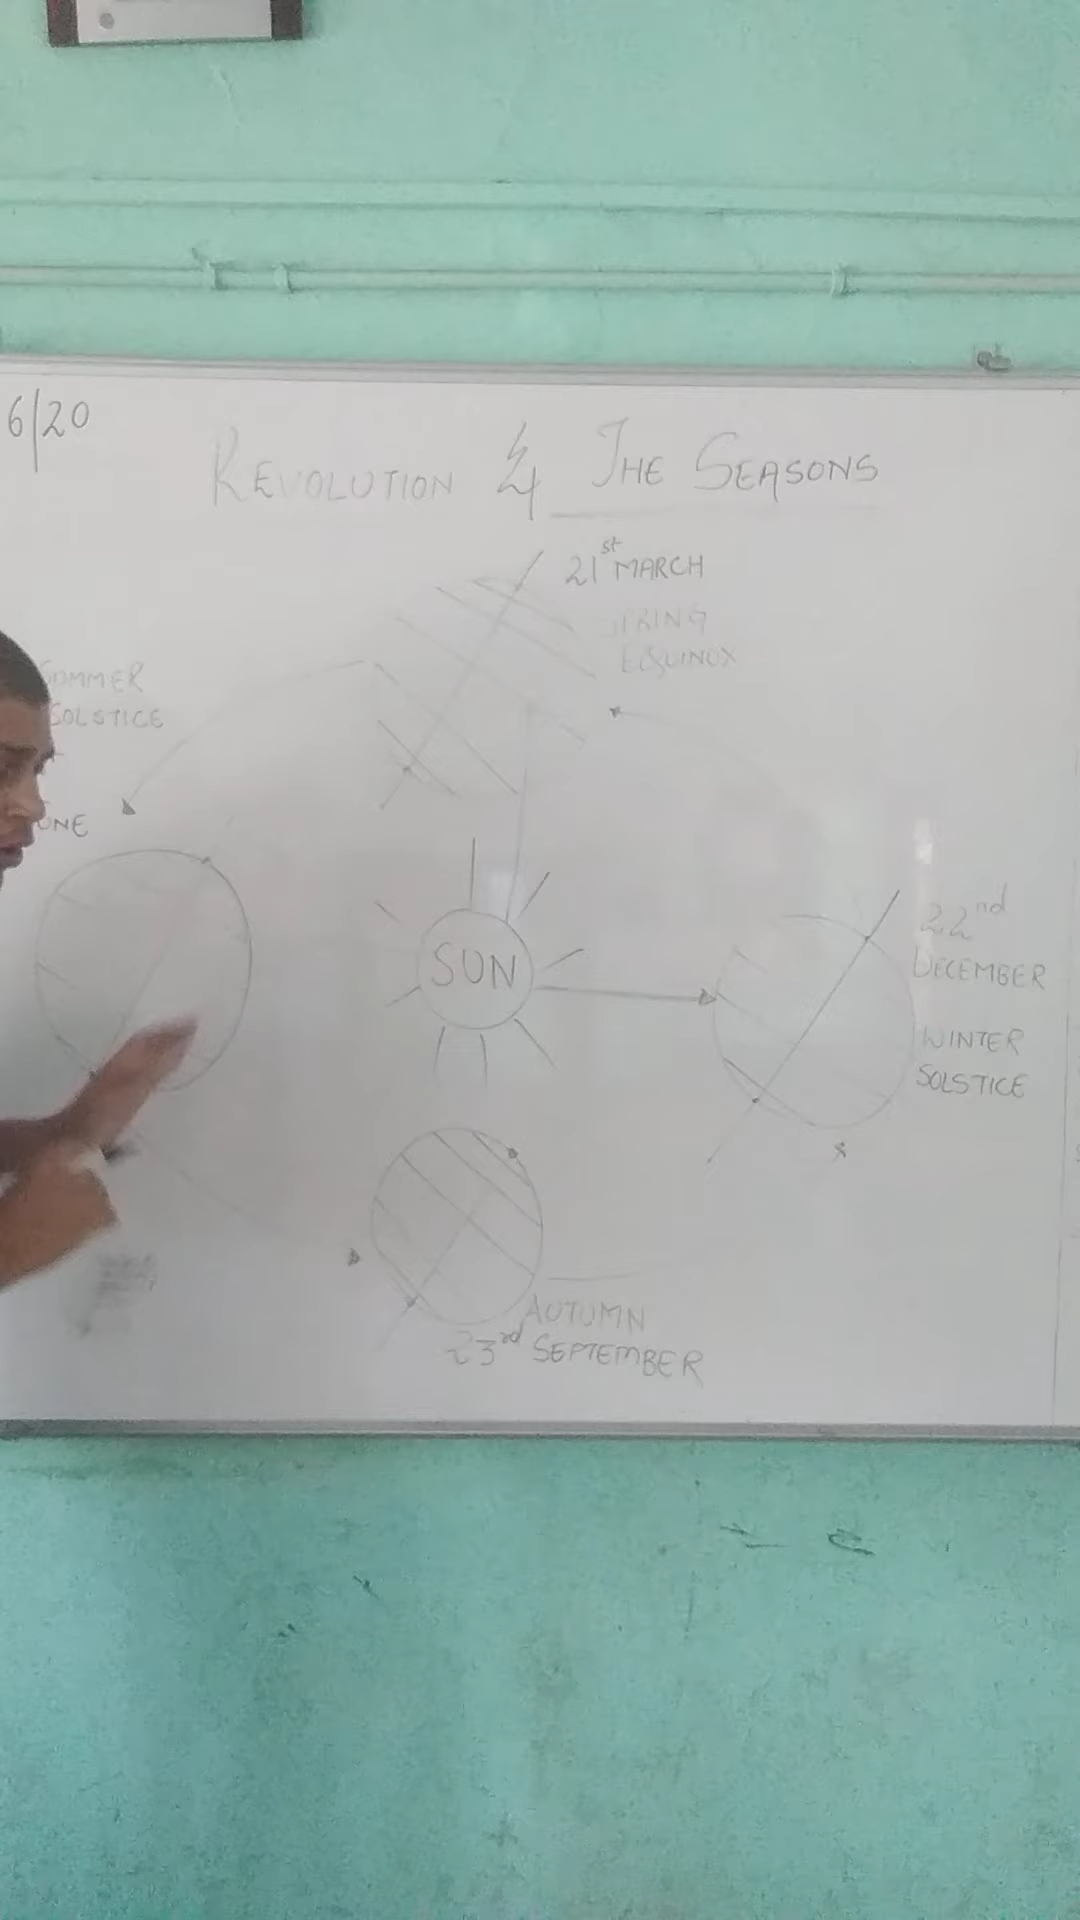 6/20
REVOLUTION & THE SEASONS
21st MARCH
SPRING
EQUINOX
SUMMER
SOLSTICE
UNE
SUN
22nd
DECEMBER
WINTER
SOLSTICE
AUTUMN
23rd SEPTEMBER